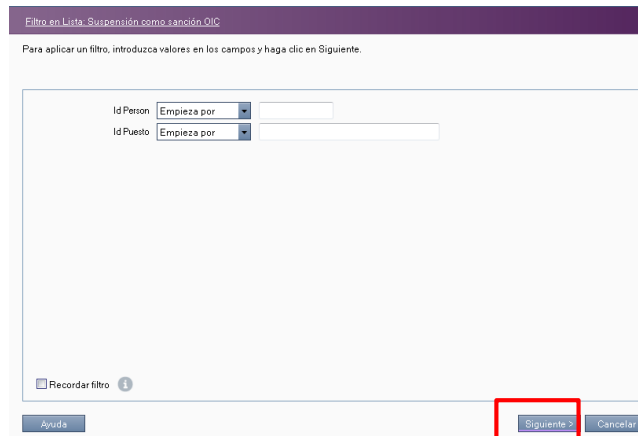 Filtro en Lista: Suspensión como sanción OIC
Para aplicar un filtro, introduzca valores en los campos y haga clic en Siguiente.
Id Person Empieza por
Id Puesto Empieza por
Recordar filtro i
Ayuda Siguiente > Cancelar